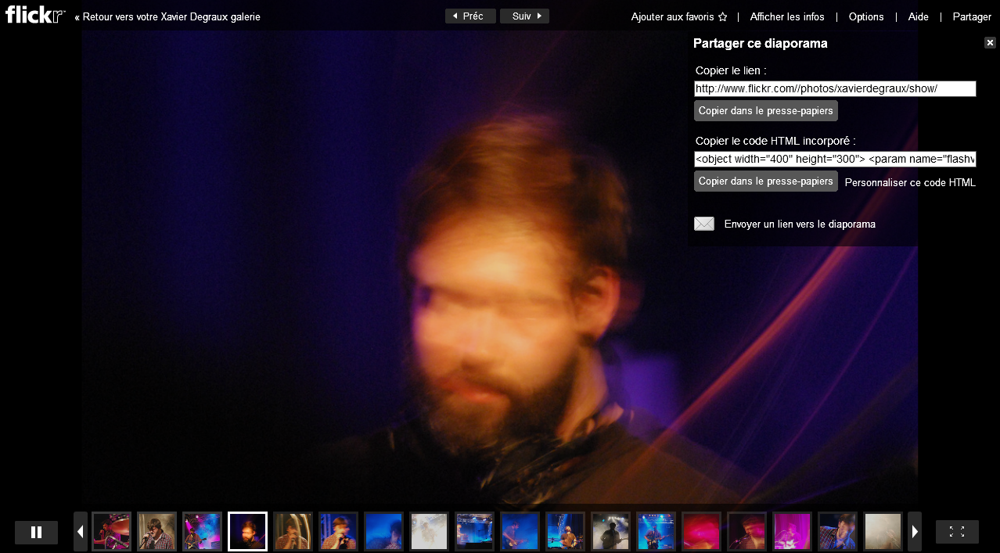 flickr
« Retour vers votre Xavier Degraux galerie
Préc
Suiv
Ajouter aux favoris
Afficher les infos
Options
Aide
Partager
Partager ce diaporama
Copier le lien :
http://www.flickr.com//photos/xavierdegraux/show/
Copier dans le presse-papiers
Copier le code HTML incorporé :
<object width="400" height="300"> <param name="flashv
Copier dans le presse-papiers
Personnaliser ce code HTML
Envoyer un lien vers le diaporama